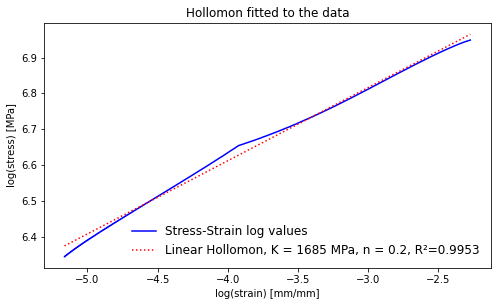 Hollomon fitted to the data
log(stress) [MPa]
6.9
6.8
6.7
6.6
6.5
6.4
Stress-Strain log values
Linear Hollomon, K = 1685 MPa, n = 0.2, R²=0.9953
−5.0 −4.5 −4.0 −3.5 −3.0 −2.5
log(strain) [mm/mm]